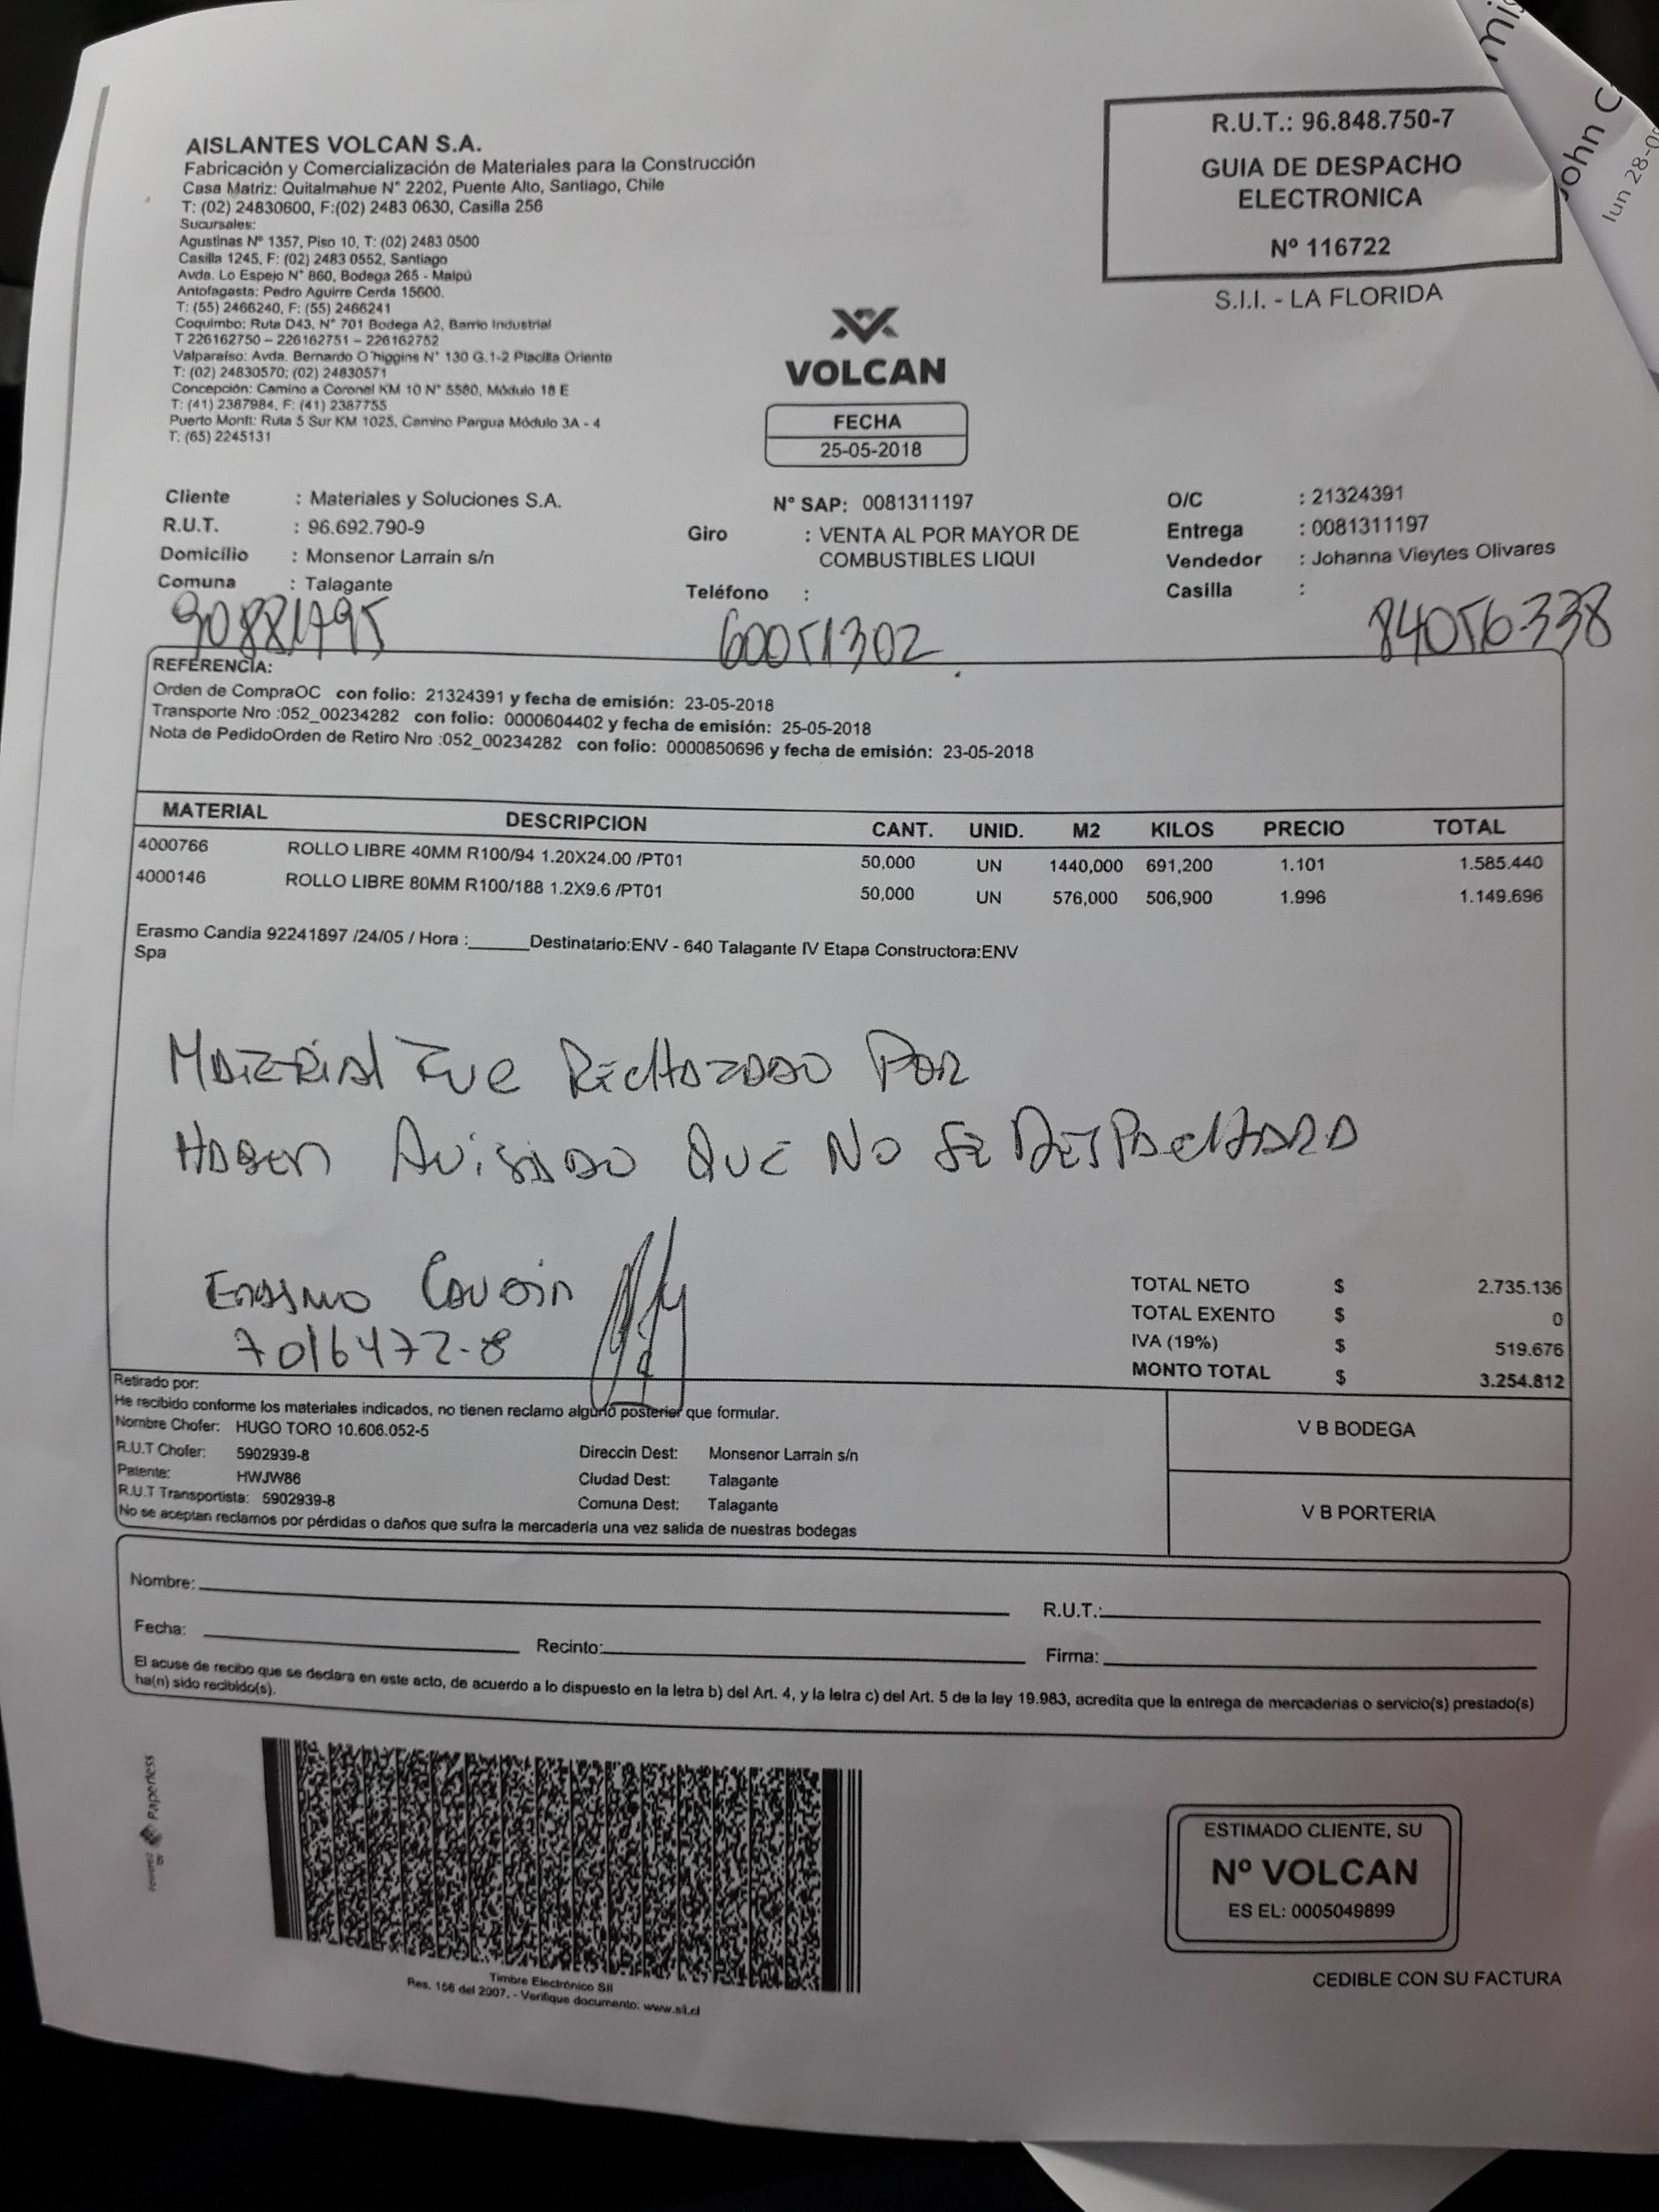 AISLANTES VOLCAN S.A.
Fabricación y Comercialización de Materiales para la Construcción
Casa Matriz: Quitalmahue N° 2202, Puente Alto, Santiago, Chile
T: (02) 24830600, F:(02) 2483 0630, Casilla 256
Sucursales:
Agustinas Nº 1357, Piso 10, T: (02) 2483 0500
Casilla 1245, F: (02) 2483 0552, Santiago
Avda. Lo Espejo N° 860, Bodega 265 - Maipú
Antofagasta: Pedro Aguirre Cerda 15600.
T: (55) 2466240, F: (55) 2466241
Coquimbo: Ruta D43, N° 701 Bodega A2, Barrio Industrial
T 226162750 – 226162751 – 226162752
Valparaíso: Avda. Bernardo O´higgins N° 130 G.1-2 Placilla Oriente
T: (02) 24830570; (02) 24830571
Concepción: Camino a Coronel KM 10 N° 5580, Módulo 18 E
T: (41) 2387984, F: (41) 2387755
Puerto Montt: Ruta 5 Sur KM 1025, Camino Pargua Módulo 3A - 4
T: (65) 2245131
R.U.T.: 96.848.750-7
GUIA DE DESPACHO
ELECTRONICA
Nº 116722
S.I.I. - LA FLORIDA
John C
lun 28-0
VOLCAN
FECHA
25-05-2018
Cliente : Materiales y Soluciones S.A.
R.U.T. : 96.692.790-9
Domicilio : Monsenor Larrain s/n
Comuna : Talagante
N° SAP: 0081311197
Giro : VENTA AL POR MAYOR DE
COMBUSTIBLES LIQUI
Teléfono :
O/C : 21324391
Entrega : 0081311197
Vendedor : Johanna Vieytes Olivares
Casilla :
90881795 60051302 84056338
REFERENCIA:
Orden de CompraOC con folio: 21324391 y fecha de emisión: 23-05-2018
Transporte Nro :052_00234282 con folio: 0000604402 y fecha de emisión: 25-05-2018
Nota de PedidoOrden de Retiro Nro :052_00234282 con folio: 0000850696 y fecha de emisión: 23-05-2018
MATERIAL DESCRIPCION CANT. UNID. M2 KILOS PRECIO TOTAL
4000766 ROLLO LIBRE 40MM R100/94 1.20X24.00 /PT01 50,000 UN 1440,000 691,200 1.101 1.585.440
4000146 ROLLO LIBRE 80MM R100/188 1.2X9.6 /PT01 50,000 UN 576,000 506,900 1.996 1.149.696
Erasmo Candia 92241897 /24/05 / Hora :______Destinatario:ENV - 640 Talagante IV Etapa Constructora:ENV
Spa
MATERIAL FUE RECHAZADO POR
HABER AVISADO QUE NO SE DESPACHARA
ERASMO CANDIA
7016472-8
TOTAL NETO $ 2.735.136
TOTAL EXENTO $ 0
IVA (19%) $ 519.676
MONTO TOTAL $ 3.254.812
Retirado por:
He recibido conforme los materiales indicados, no tienen reclamo alguno posterior que formular.
Nombre Chofer: HUGO TORO 10.606.052-5
R.U.T Chofer: 5902939-8
Patente: HWJW86
R.U.T Transportista: 5902939-8
Direccin Dest: Monsenor Larrain s/n
Ciudad Dest: Talagante
Comuna Dest: Talagante
No se aceptan reclamos por pérdidas o daños que sufra la mercadería una vez salida de nuestras bodegas
V B BODEGA
V B PORTERIA
Nombre:
R.U.T.:
Fecha: Recinto: Firma:
El acuse de recibo que se declara en este acto, de acuerdo a lo dispuesto en la letra b) del Art. 4, y la letra c) del Art. 5 de la ley 19.983, acredita que la entrega de mercaderias o servicio(s) prestado(s)
ha(n) sido recibido(s).
Paperless
Timbre Electrónico SII
Res. 156 del 2007, - Verifique documento: www.sii.cl
ESTIMADO CLIENTE, SU
Nº VOLCAN
ES EL: 0005049899
CEDIBLE CON SU FACTURA